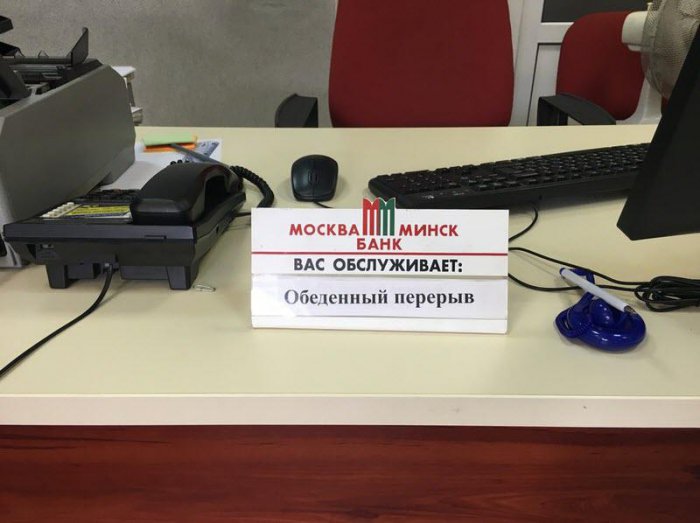 МОСКВА МИНСК
БАНК
ВАС ОБСЛУЖИВАЕТ:
Обеденный перерыв